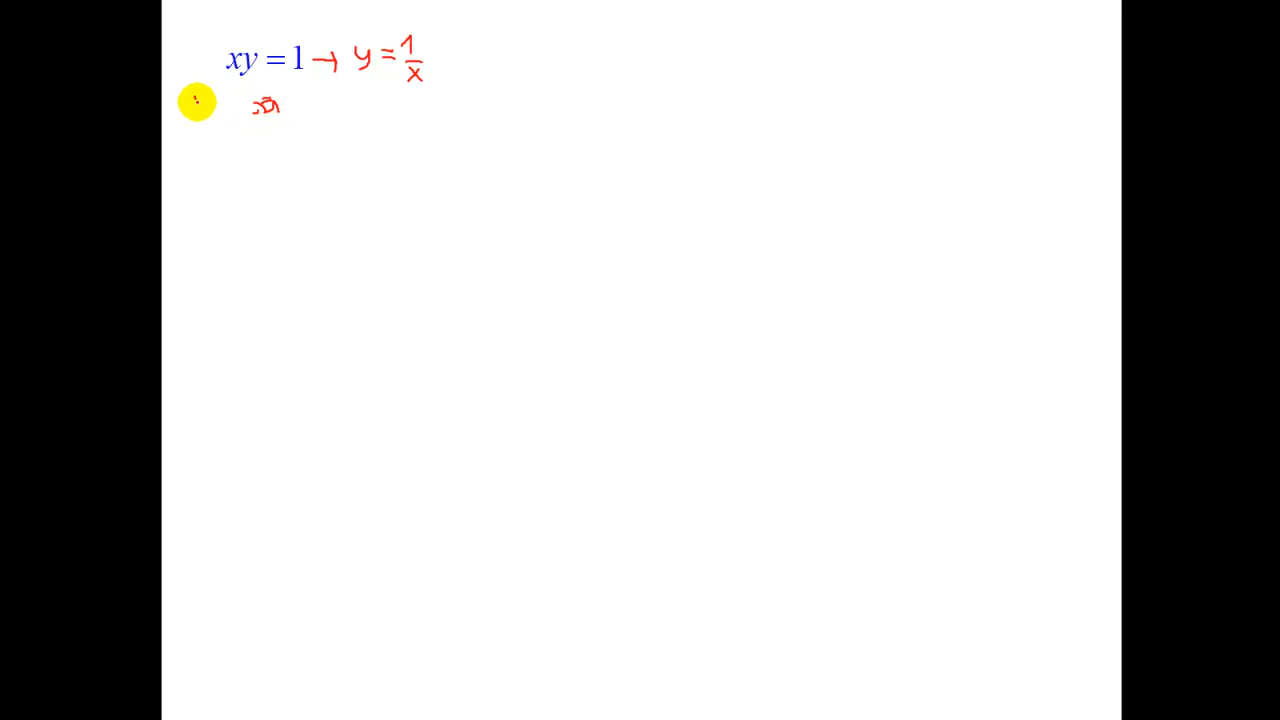 xy = 1 → y = 1/x